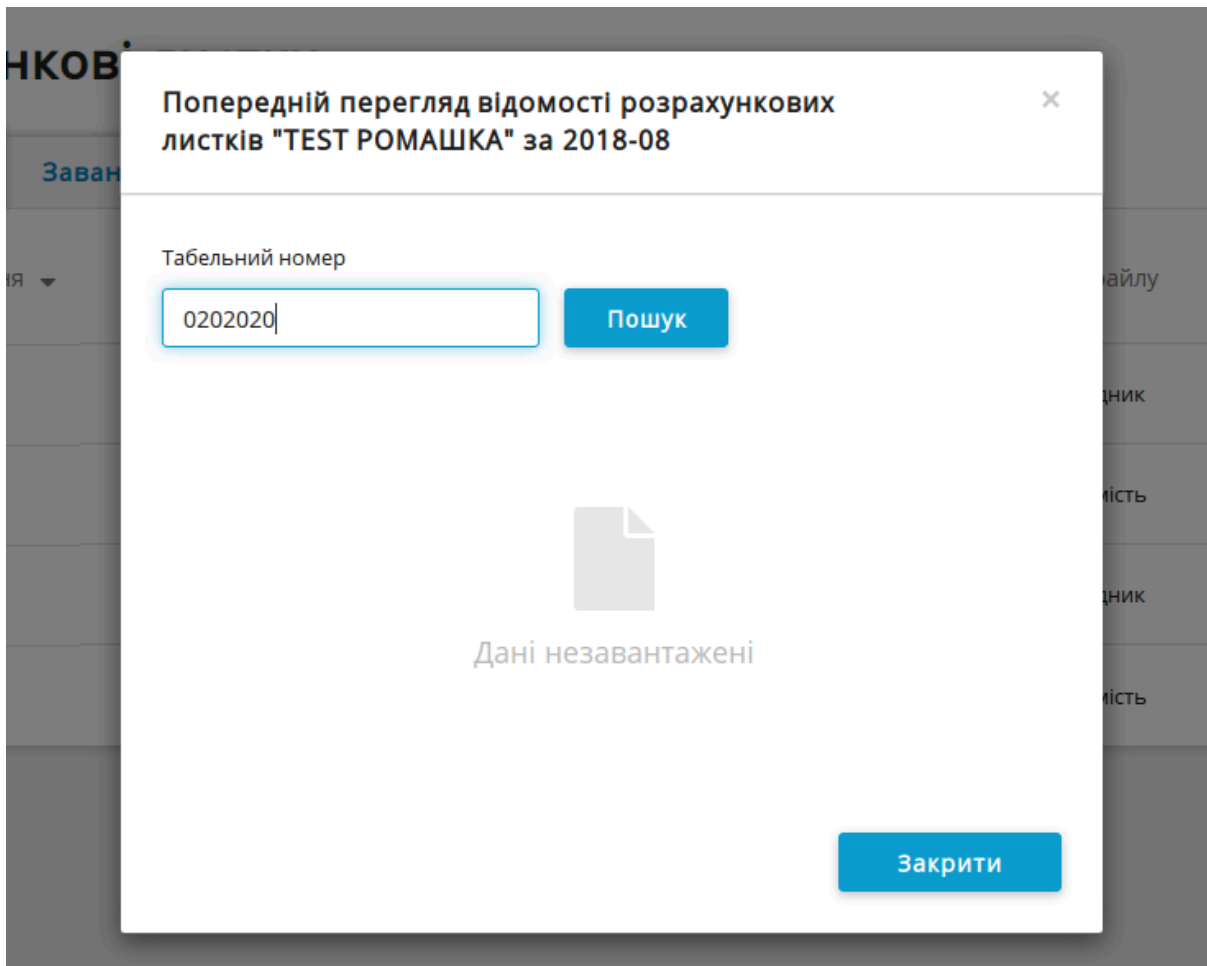 Попередній перегляд відомості розрахункових
листків "TEST РОМАШКА" за 2018-08
×
Табельний номер
0202020
Пошук
Дані незавантажені
Закрити